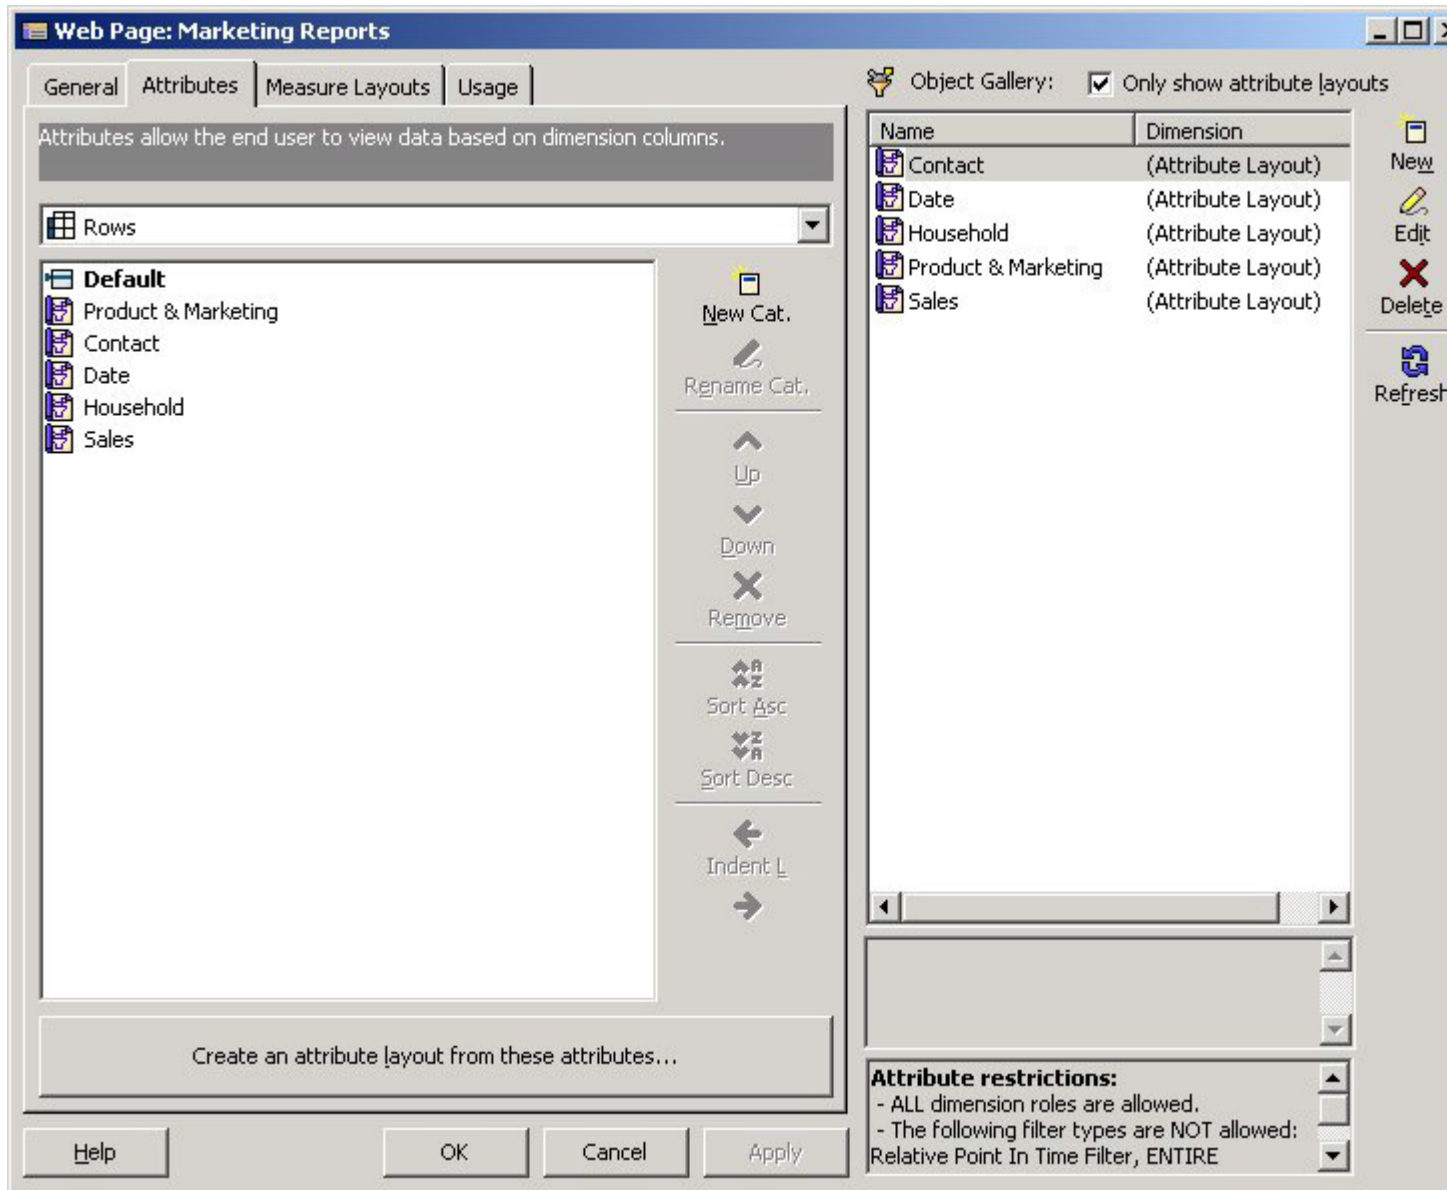 Web Page: Marketing Reports
General
Attributes
Measure Layouts
Usage
Attributes allow the end user to view data based on dimension columns.
Rows
Default
Product & Marketing
Contact
Date
Household
Sales
New Cat.
Rename Cat.
Up
Down
Remove
Sort Asc
Sort Desc
Indent L
Create an attribute layout from these attributes...
Help
OK
Cancel
Apply
Object Gallery:
Only show attribute layouts
Name Dimension
Contact (Attribute Layout)
Date (Attribute Layout)
Household (Attribute Layout)
Product & Marketing (Attribute Layout)
Sales (Attribute Layout)
New
Edit
Delete
Refresh
Attribute restrictions:
- ALL dimension roles are allowed.
- The following filter types are NOT allowed:
Relative Point In Time Filter, ENTIRE